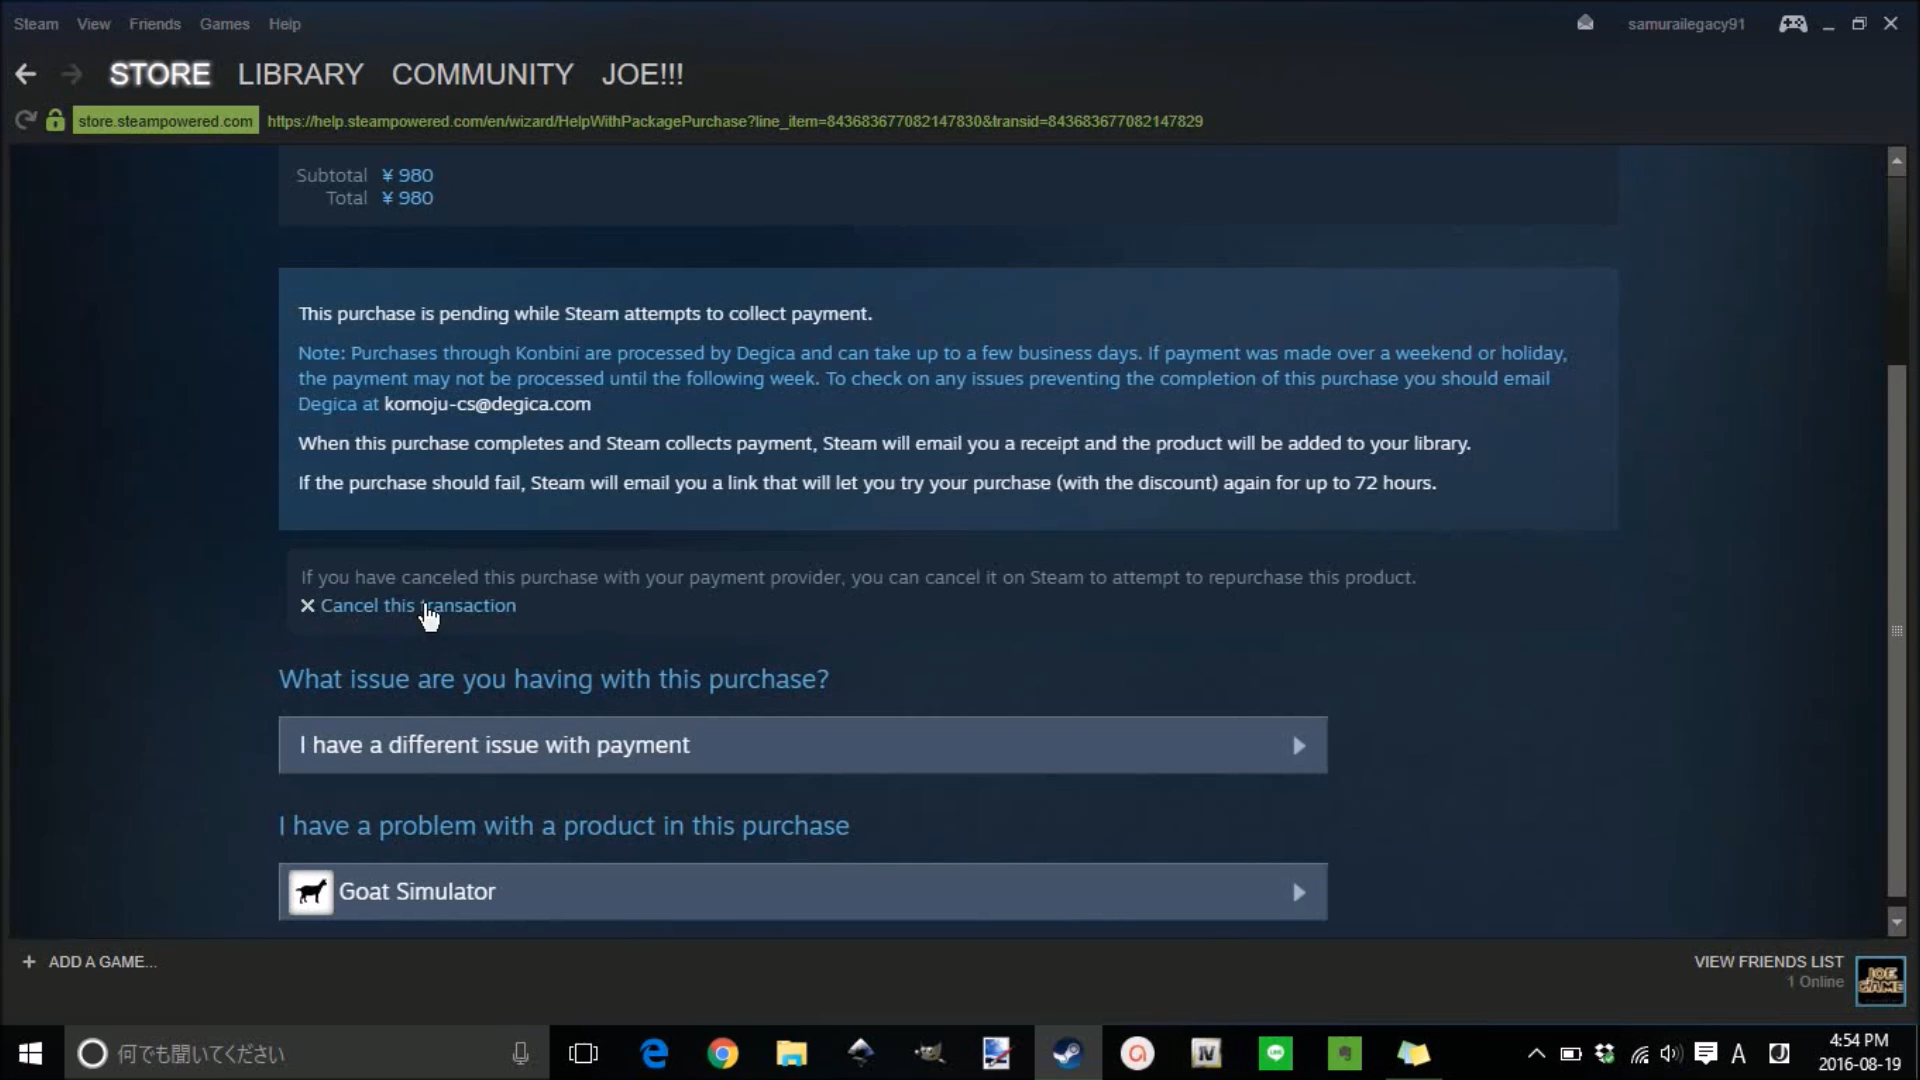 Steam View Friends Games Help samurailegacy91
STORE LIBRARY COMMUNITY JOE!!!
store.steampowered.com https://help.steampowered.com/en/wizard/HelpWithPackagePurchase?line_item=843683677082147830&transid=843683677082147829
Subtotal ¥ 980
Total ¥ 980
This purchase is pending while Steam attempts to collect payment.
Note: Purchases through Konbini are processed by Degica and can take up to a few business days. If payment was made over a weekend or holiday,
the payment may not be processed until the following week. To check on any issues preventing the completion of this purchase you should email
Degica at komoju-cs@degica.com
When this purchase completes and Steam collects payment, Steam will email you a receipt and the product will be added to your library.
If the purchase should fail, Steam will email you a link that will let you try your purchase (with the discount) again for up to 72 hours.
If you have canceled this purchase with your payment provider, you can cancel it on Steam to attempt to repurchase this product.
Cancel this transaction
What issue are you having with this purchase?
I have a different issue with payment
I have a problem with a product in this purchase
Goat Simulator
+ ADD A GAME...
VIEW FRIENDS LIST
1 Online
JOE
GAME
何でも聞いてください
A
4:54 PM
2016-08-19